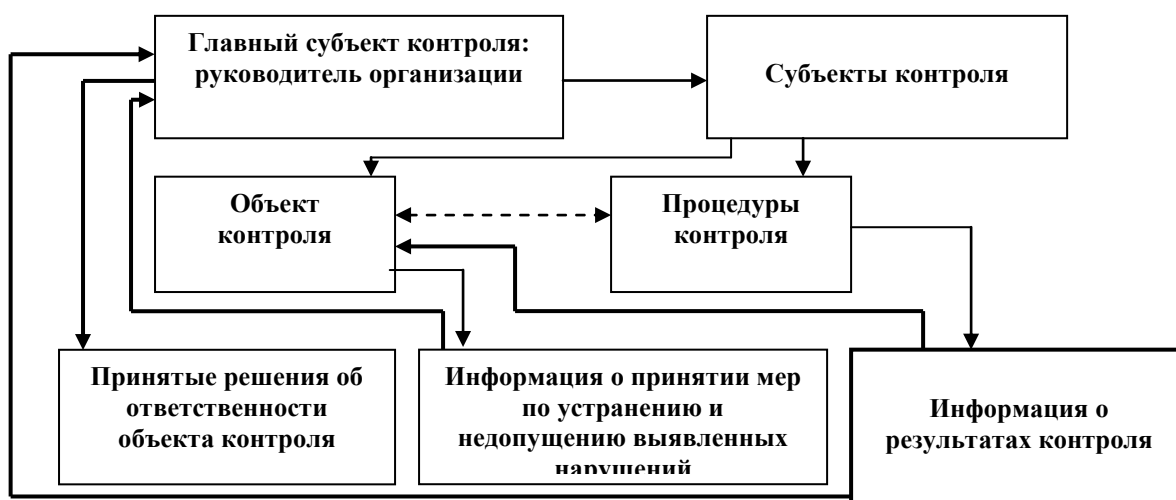 Главный субъект контроля:
руководитель организации
Субъекты контроля
Объект
контроля
Процедуры
контроля
Принятые решения об
ответственности
объекта контроля
Информация о принятии мер
по устранению и
недопущению выявленных
нарушений
Информация о
результатах контроля